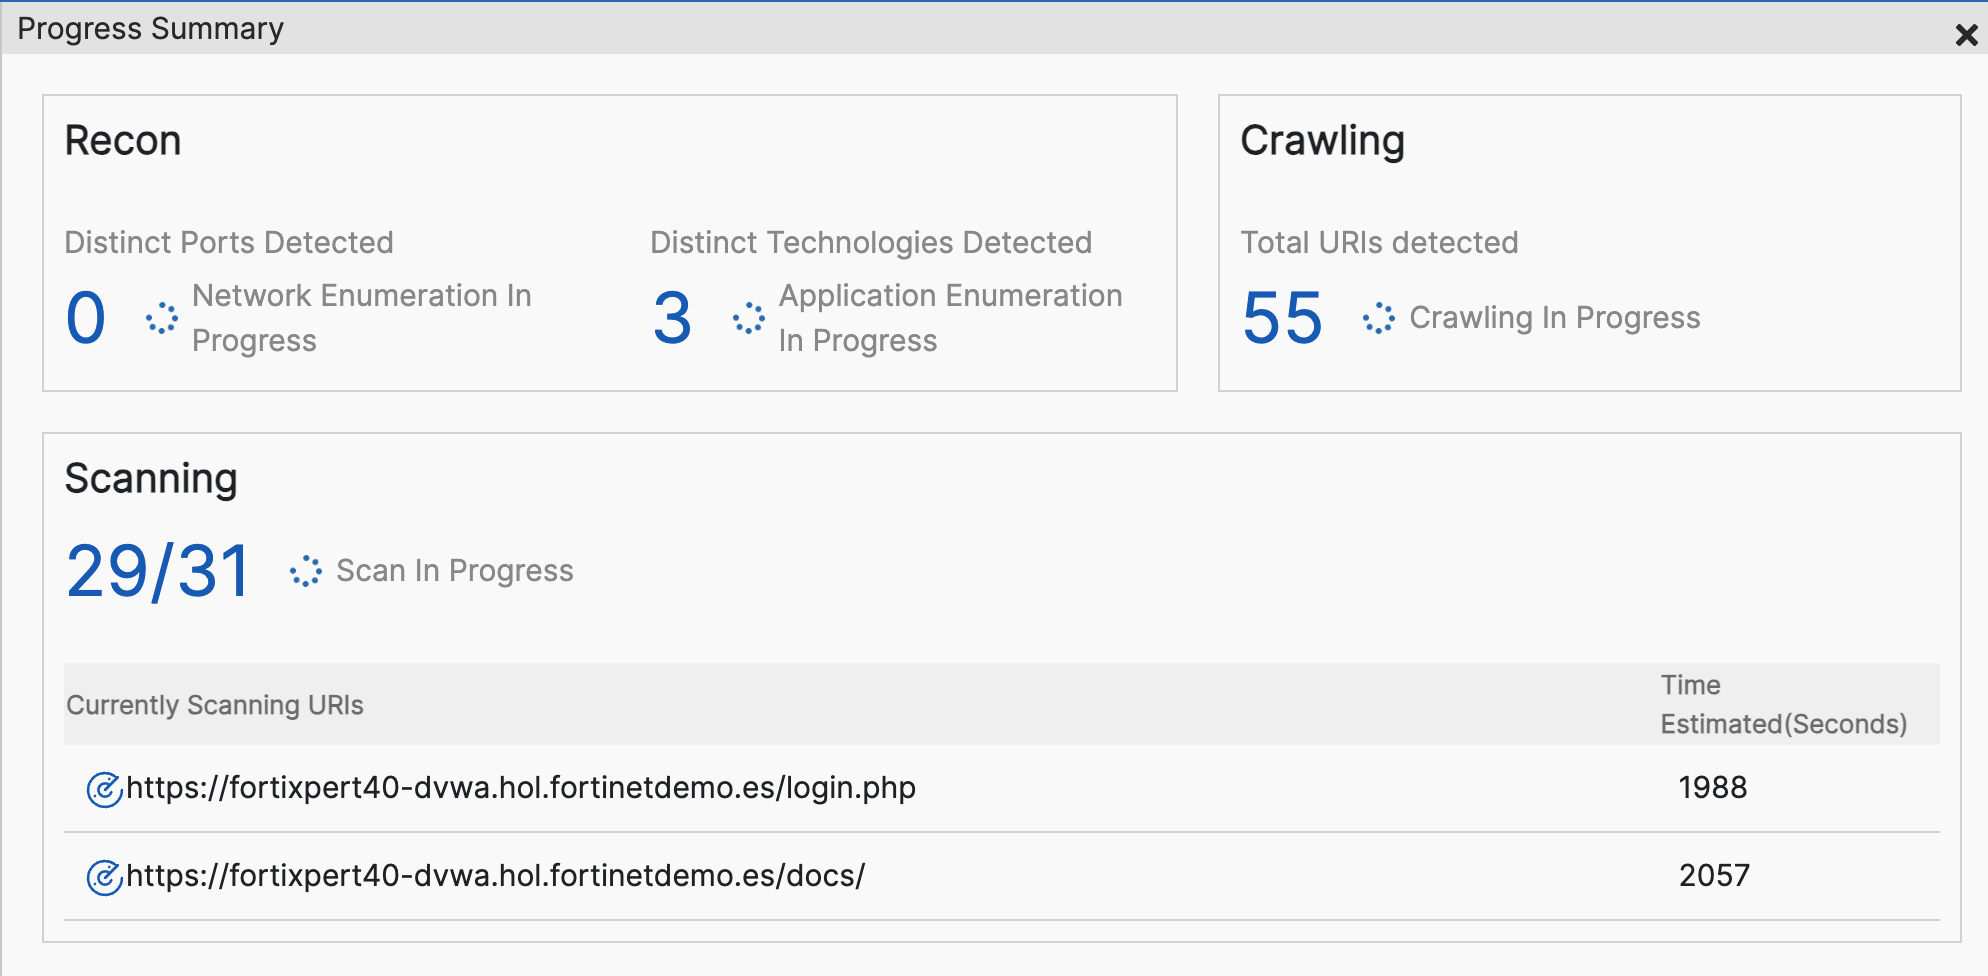 Progress Summary
Recon
Distinct Ports Detected
0
Network Enumeration In
Progress
Distinct Technologies Detected
3
Application Enumeration
In Progress
Crawling
Total URIs detected
55
Crawling In Progress
Scanning
29/31
Scan In Progress
Currently Scanning URIs
Time
Estimated(Seconds)
https://fortixpert40-dvwa.hol.fortinetdemo.es/login.php
1988
https://fortixpert40-dvwa.hol.fortinetdemo.es/docs/
2057